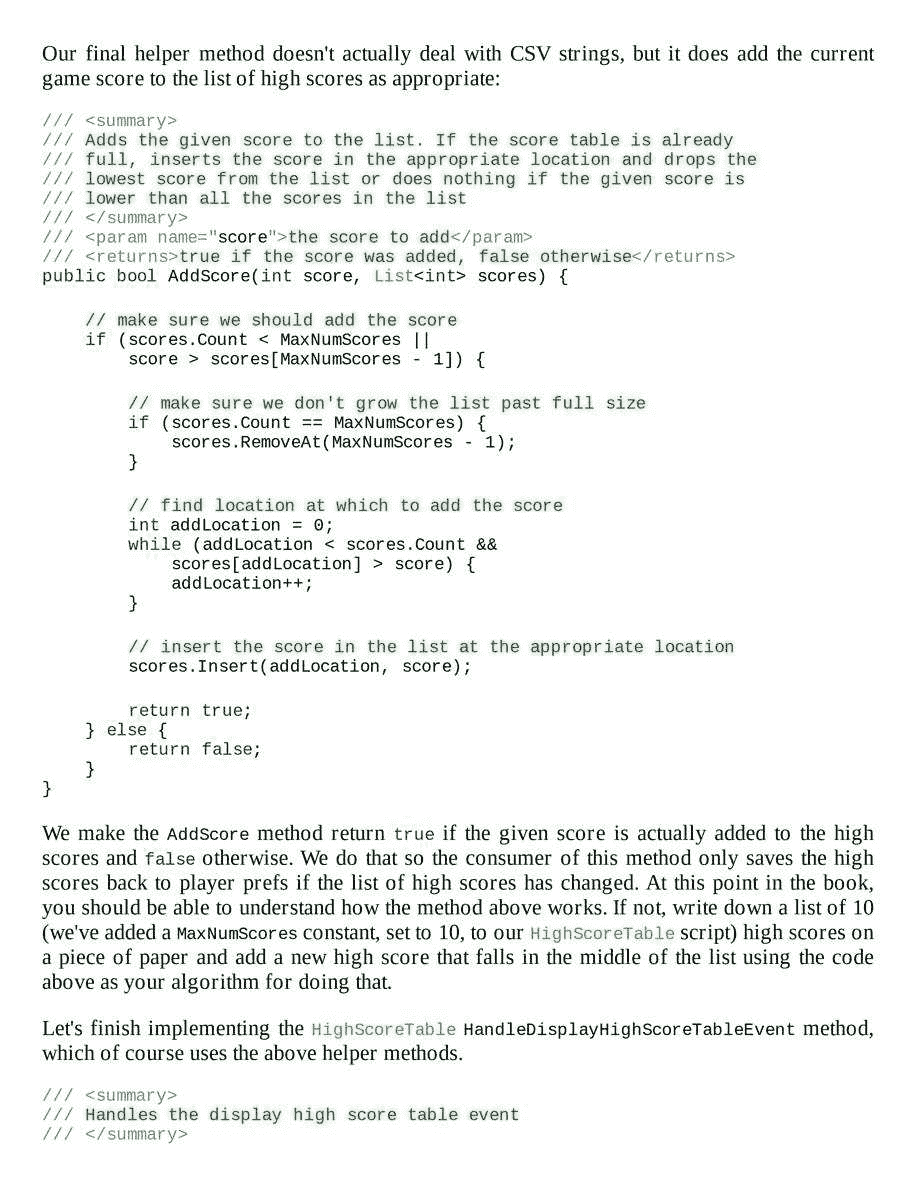 Our final helper method doesn't actually deal with CSV strings, but it does add the current
game score to the list of high scores as appropriate:
/// <summary>
/// Adds the given score to the list. If the score table is already
/// full, inserts the score in the appropriate location and drops the
/// lowest score from the list or does nothing if the given score is
/// lower than all the scores in the list
/// </summary>
/// <param name="score">the score to add</param>
/// <returns>true if the score was added, false otherwise</returns>
public bool AddScore(int score, List<int> scores) {
    // make sure we should add the score
    if (scores.Count < MaxNumScores ||
        score > scores[MaxNumScores - 1]) {
        // make sure we don't grow the list past full size
        if (scores.Count == MaxNumScores) {
            scores.RemoveAt(MaxNumScores - 1);
        }
        // find location at which to add the score
        int addLocation = 0;
        while (addLocation < scores.Count &&
            scores[addLocation] > score) {
            addLocation++;
        }
        // insert the score in the list at the appropriate location
        scores.Insert(addLocation, score);
        return true;
    } else {
        return false;
    }
}
We make the AddScore method return true if the given score is actually added to the high
scores and false otherwise. We do that so the consumer of this method only saves the high
scores back to player prefs if the list of high scores has changed. At this point in the book,
you should be able to understand how the method above works. If not, write down a list of 10
(we've added a MaxNumScores constant, set to 10, to our HighScoreTable script) high scores on
a piece of paper and add a new high score that falls in the middle of the list using the code
above as your algorithm for doing that.
Let's finish implementing the HighScoreTable HandleDisplayHighScoreTableEvent method,
which of course uses the above helper methods.
/// <summary>
/// Handles the display high score table event
/// </summary>